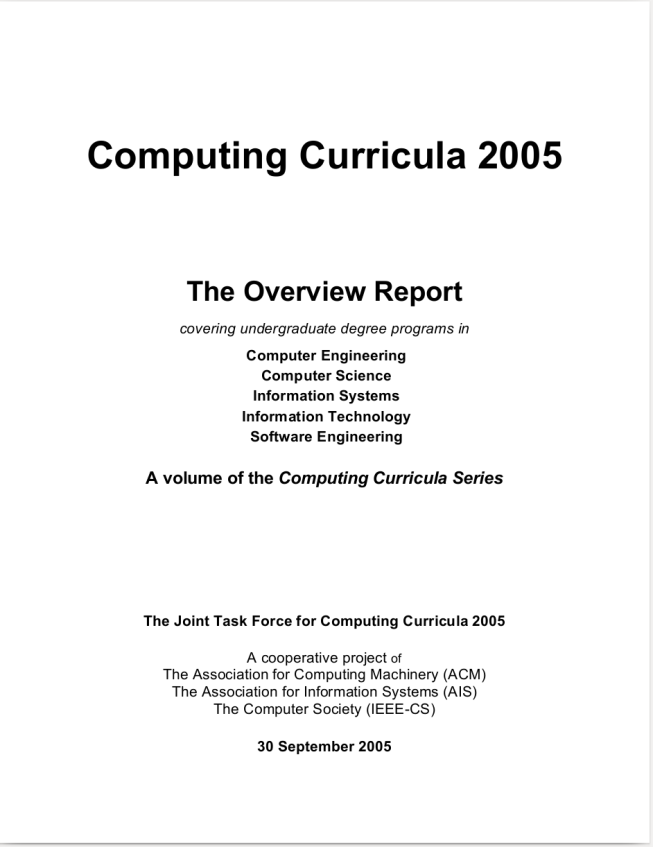 Computing Curricula 2005
The Overview Report
covering undergraduate degree programs in
Computer Engineering
Computer Science
Information Systems
Information Technology
Software Engineering
A volume of the Computing Curricula Series
The Joint Task Force for Computing Curricula 2005
A cooperative project of
The Association for Computing Machinery (ACM)
The Association for Information Systems (AIS)
The Computer Society (IEEE-CS)
30 September 2005